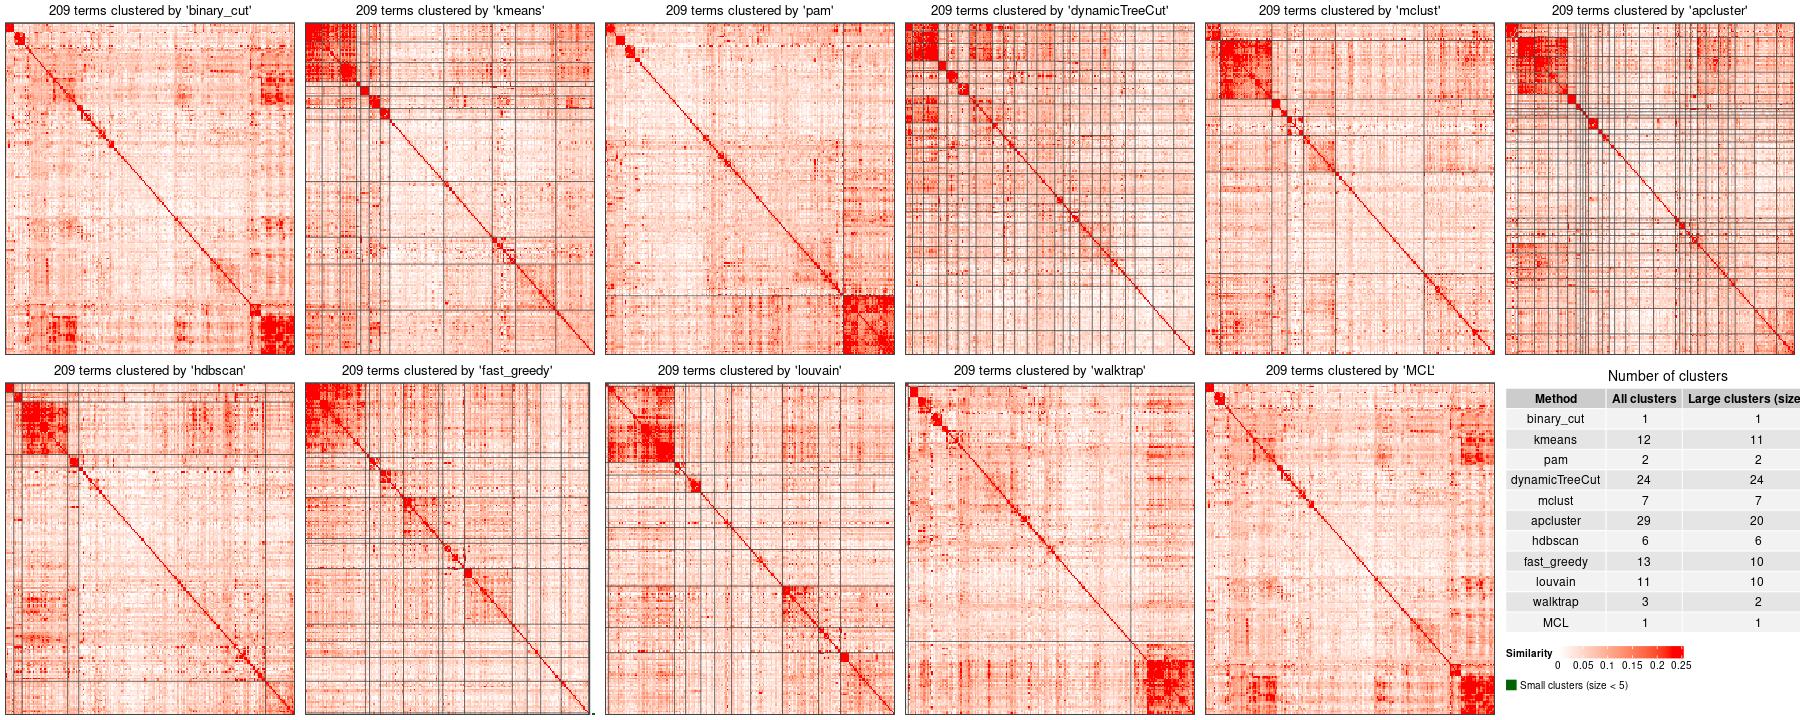 209 terms clustered by 'binary_cut'
209 terms clustered by 'kmeans'
209 terms clustered by 'pam'
209 terms clustered by 'dynamicTreeCut'
209 terms clustered by 'mclust'
209 terms clustered by 'apcluster'
209 terms clustered by 'hdbscan'
209 terms clustered by 'fast_greedy'
209 terms clustered by 'louvain'
209 terms clustered by 'walktrap'
209 terms clustered by 'MCL'
Number of clusters
Method All clusters Large clusters (size
binary_cut 1 1
kmeans 12 11
pam 2 2
dynamicTreeCut 24 24
mclust 7 7
apcluster 29 20
hdbscan 6 6
fast_greedy 13 10
louvain 11 10
walktrap 3 2
MCL 1 1
Similarity
0 0.05 0.1 0.15 0.2 0.25
Small clusters (size < 5)